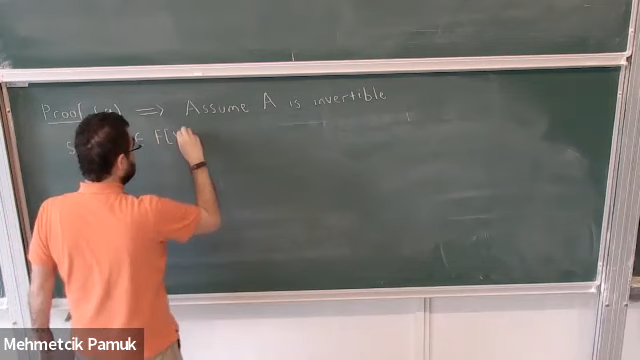 Proof ⟹ Assume A is invertible
F[
Mehmetcik Pamuk